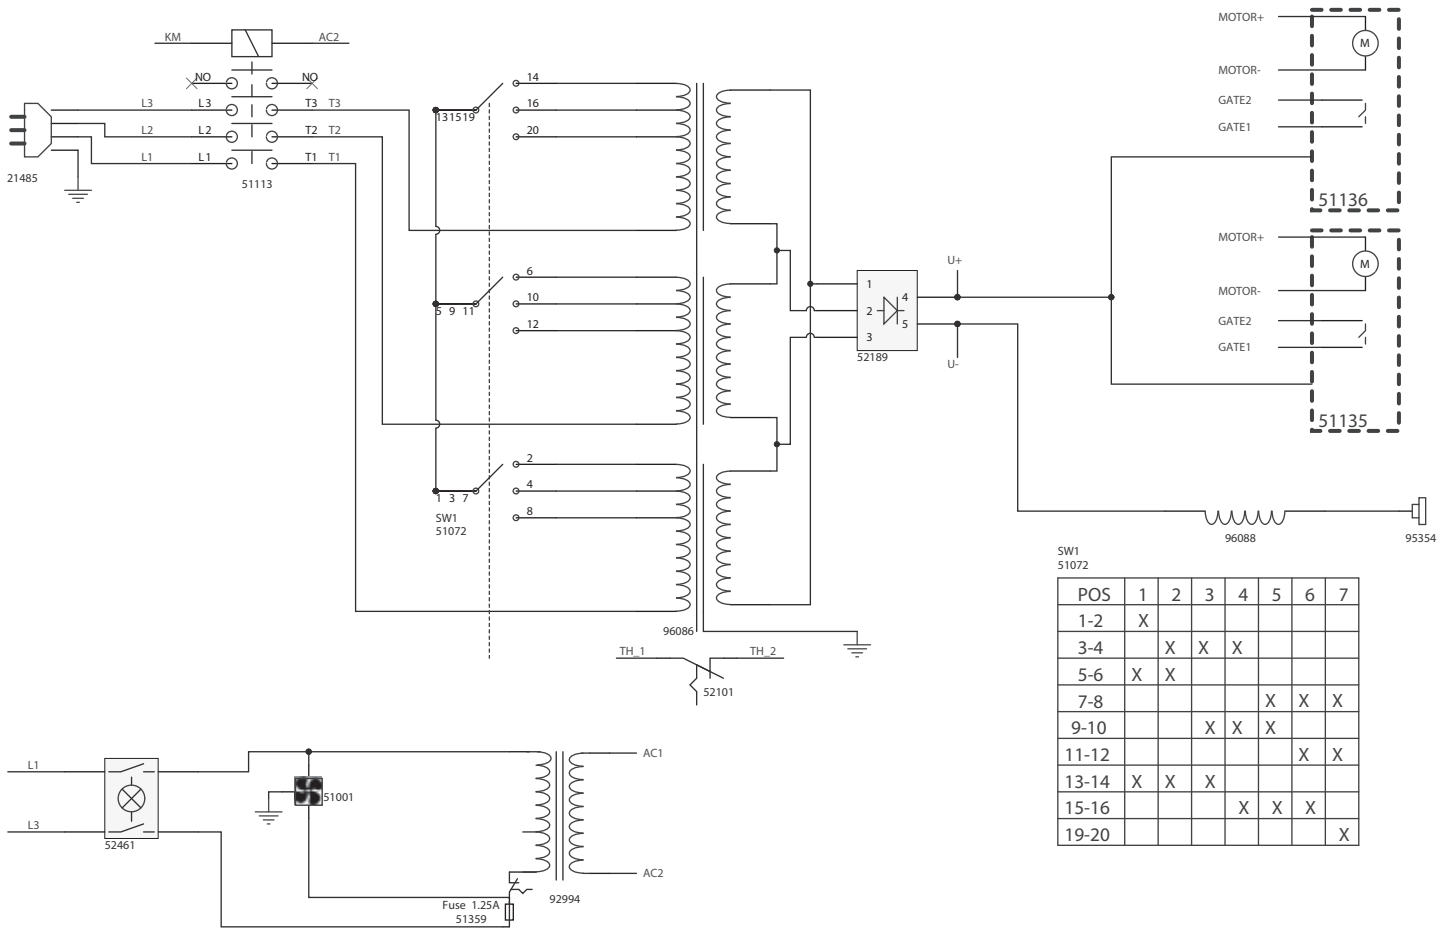 KM AC2
NO NO
L3 L3 T3 T3
L2 L2 T2 T2
L1 L1 T1 T1
21485
51113
14
131519 16
20
6
5 9 11 10
12
2
1 3 7 4
8
SW1
51072
96086
TH_1 TH_2
52101
1
2
3
4
5
52189
U+
U-
MOTOR+
M
MOTOR-
GATE2
GATE1
51136
MOTOR+
M
MOTOR-
GATE2
GATE1
51135
96088
95354
SW1
51072
POS 1 2 3 4 5 6 7
1-2 X
3-4 X X X
5-6 X X
7-8 X X X
9-10 X X X
11-12 X X
13-14 X X X
15-16 X X X
19-20 X
L1
L3
52461
51001
AC1
AC2
Fuse 1.25A
51359
92994